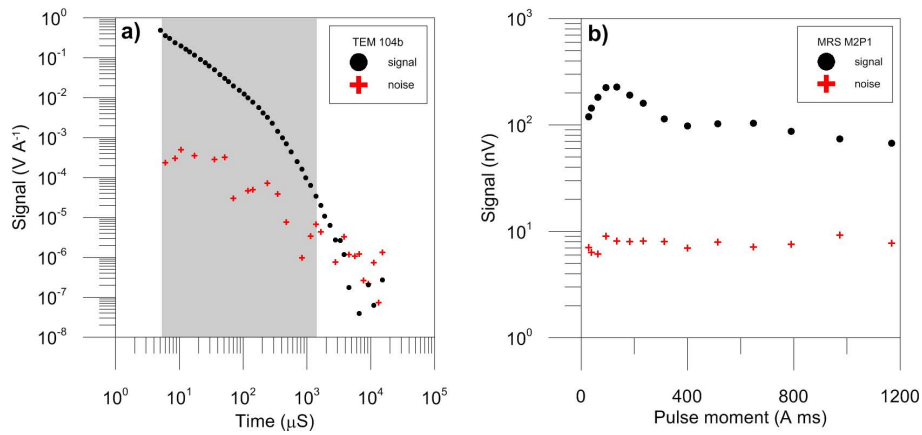 a)
TEM 104b
signal
noise
Signal (V A⁻¹)
10⁰
10⁻¹
10⁻²
10⁻³
10⁻⁴
10⁻⁵
10⁻⁶
10⁻⁷
10⁻⁸
10⁰ 10¹ 10² 10³ 10⁴ 10⁵
Time (μS)
b)
MRS M2P1
signal
noise
Signal (nV)
10³
10²
10¹
10⁰
0 400 800 1200
Pulse moment (A ms)